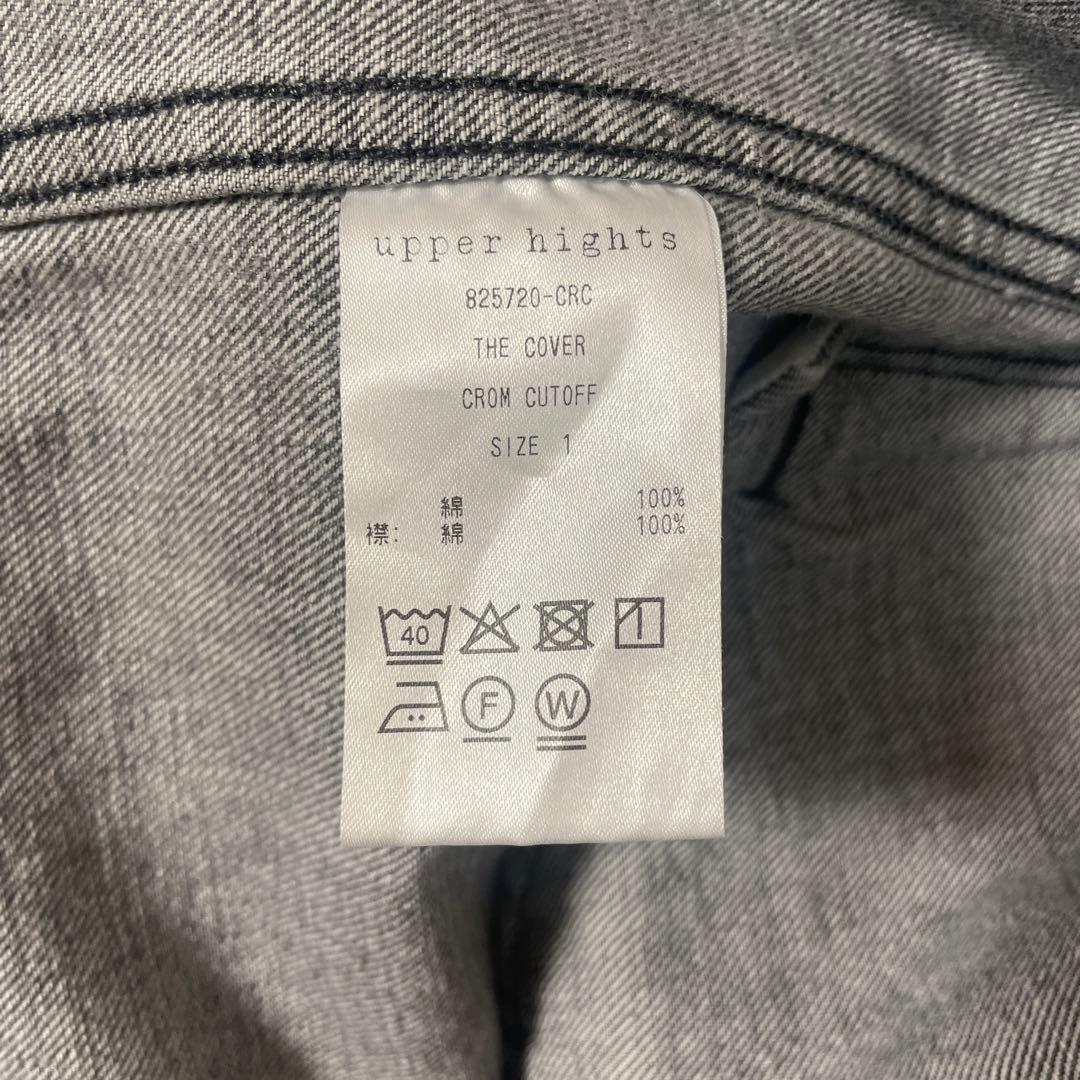 upper hights
825720-CRC
THE COVER
CROM CUTOFF
SIZE 1
綿 100%
襟: 綿 100%
40
F W